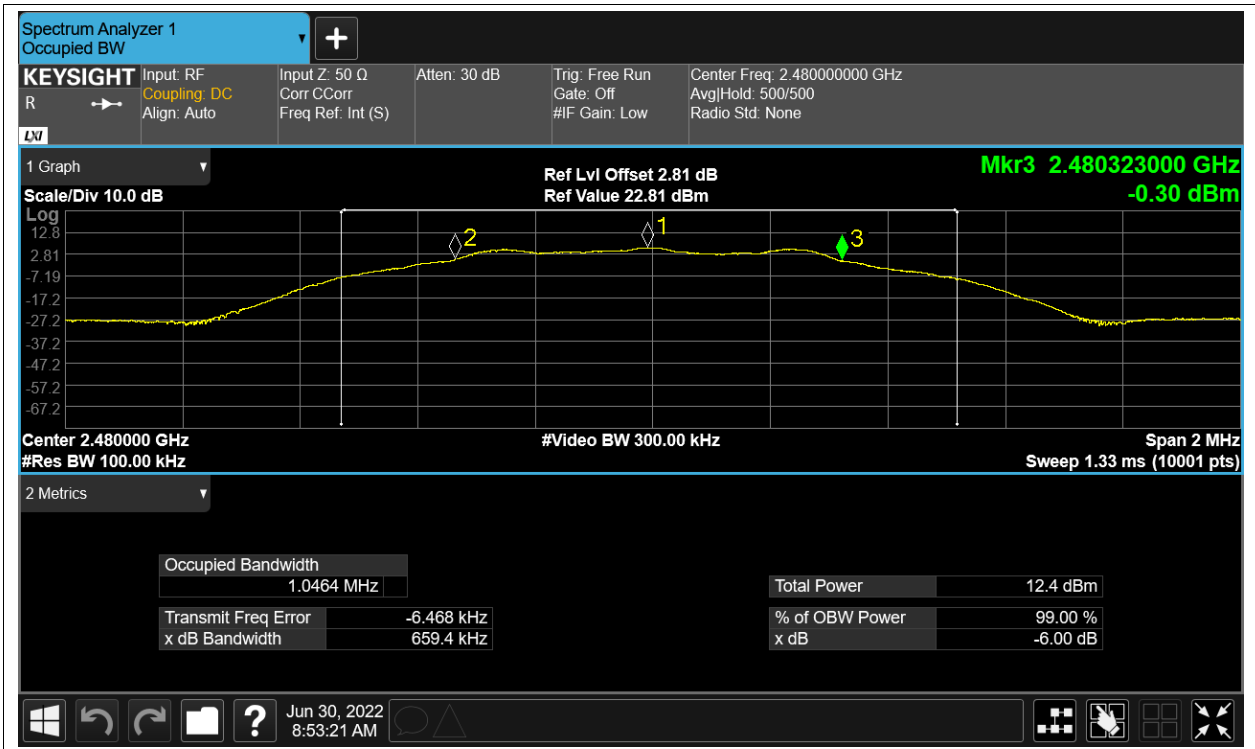 Spectrum Analyzer 1
Occupied BW
KEYSIGHT
R
LXI
Input: RF
Coupling: DC
Align: Auto
Input Z: 50 Ω
Corr CCorr
Freq Ref: Int (S)
Atten: 30 dB
Trig: Free Run
Gate: Off
#IF Gain: Low
Center Freq: 2.480000000 GHz
Avg|Hold: 500/500
Radio Std: None
1 Graph
Scale/Div 10.0 dB
Ref Lvl Offset 2.81 dB
Ref Value 22.81 dBm
Mkr3 2.480323000 GHz
-0.30 dBm
Log
12.8
2.81
-7.19
-17.2
-27.2
-37.2
-47.2
-57.2
-67.2
2
1
3
Center 2.480000 GHz
#Res BW 100.00 kHz
#Video BW 300.00 kHz
Span 2 MHz
Sweep 1.33 ms (10001 pts)
2 Metrics
Occupied Bandwidth
1.0464 MHz
Transmit Freq Error -6.468 kHz
x dB Bandwidth 659.4 kHz
Total Power 12.4 dBm
% of OBW Power 99.00 %
x dB -6.00 dB
?
Jun 30, 2022
8:53:21 AM